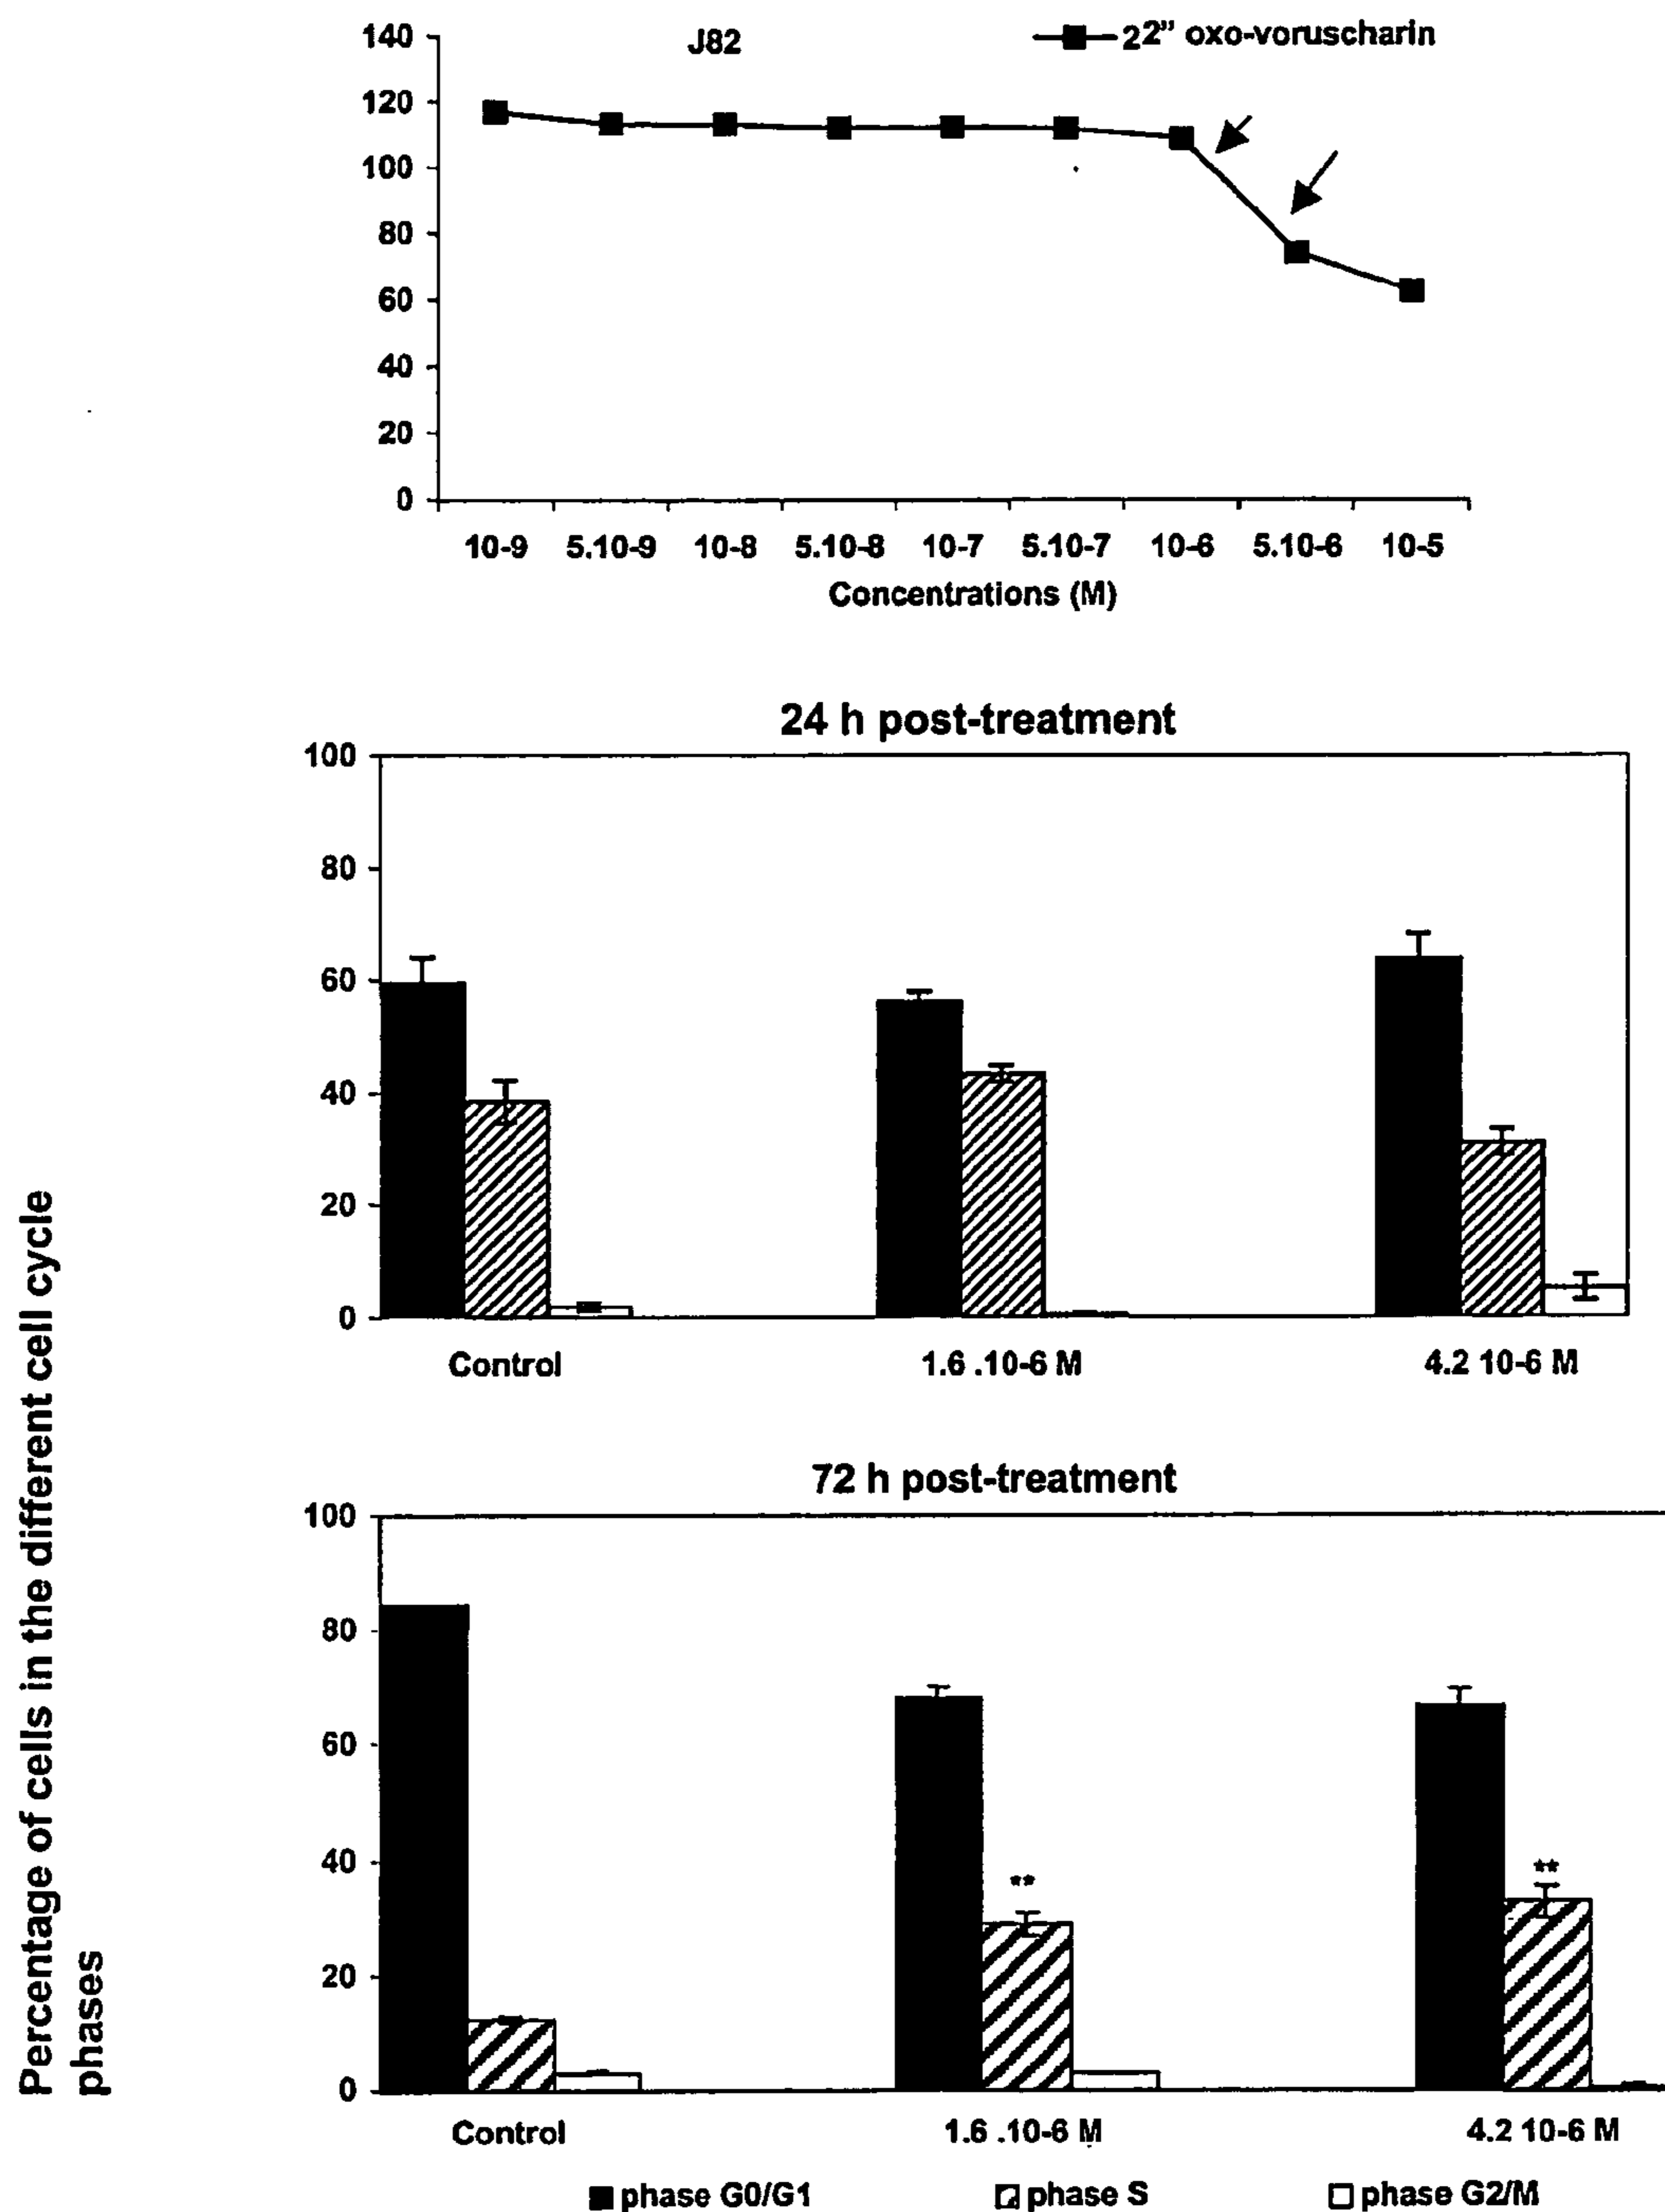 J82
2²” oxo-voruscharin
140
120
100
80
60
40
20
0
10-9 5.10-9 10-8 5.10-8 10-7 5.10-7 10-6 5.10-6 10-5
Concentrations (M)
Percentage of cells in the different cell cycle
phases
24 h post-treatment
100
80
60
40
20
0
Control 1.6 .10-6 M 4.2 10-6 M
72 h post-treatment
100
80
60
40
20
0
**
**
Control 1.6 .10-6 M 4.2 10-6 M
phase G0/G1 phase S phase G2/M